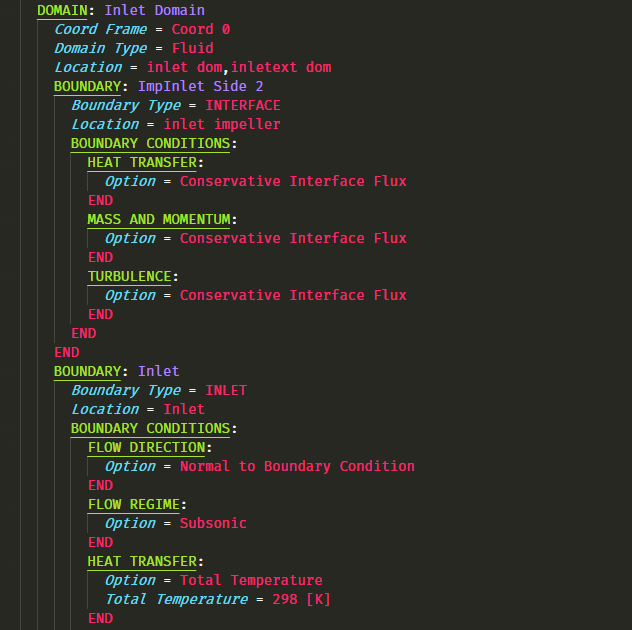 DOMAIN: Inlet Domain
Coord Frame = Coord 0
Domain Type = Fluid
Location = inlet dom,inletext dom
BOUNDARY: ImpInlet Side 2
Boundary Type = INTERFACE
Location = inlet impeller
BOUNDARY CONDITIONS:
HEAT TRANSFER:
Option = Conservative Interface Flux
END
MASS AND MOMENTUM:
Option = Conservative Interface Flux
END
TURBULENCE:
Option = Conservative Interface Flux
END
END
END
BOUNDARY: Inlet
Boundary Type = INLET
Location = Inlet
BOUNDARY CONDITIONS:
FLOW DIRECTION:
Option = Normal to Boundary Condition
END
FLOW REGIME:
Option = Subsonic
END
HEAT TRANSFER:
Option = Total Temperature
Total Temperature = 298 [K]
END